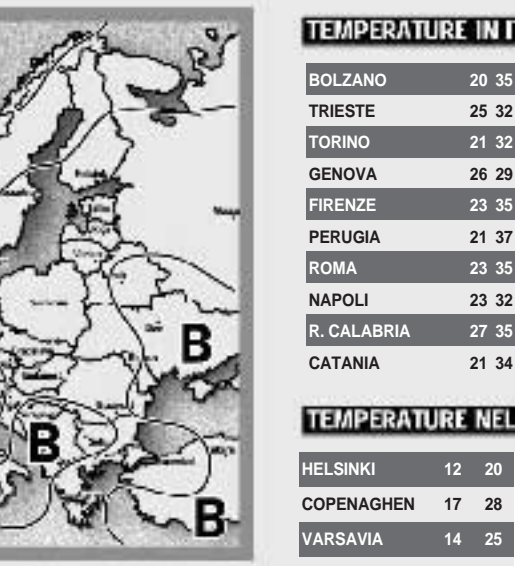 B
B
B
TEMPERATURE IN
BOLZANO 20 35
TRIESTE 25 32
TORINO 21 32
GENOVA 26 29
FIRENZE 23 35
PERUGIA 21 37
ROMA 23 35
NAPOLI 23 32
R. CALABRIA 27 35
CATANIA 21 34
TEMPERATURE NEL
HELSINKI 12 20
COPENAGHEN 17 28
VARSAVIA 14 25